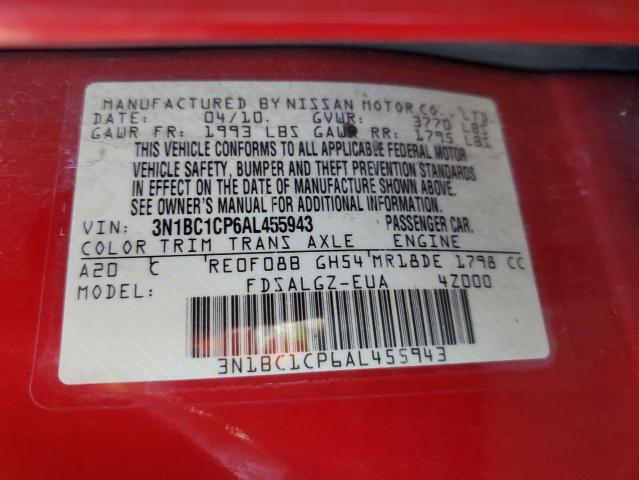 MANUFACTURED BY NISSAN MOTOR CO., LTD.
DATE: 04/10. GVWR: 3770 LBS
GAWR FR: 1993 LBS GAWR RR: 1795 LBS
THIS VEHICLE CONFORMS TO ALL APPLICABLE FEDERAL MOTOR
VEHICLE SAFETY, BUMPER AND THEFT PREVENTION STANDARDS
IN EFFECT ON THE DATE OF MANUFACTURE SHOWN ABOVE.
SEE OWNER'S MANUAL FOR ADDITIONAL INFORMATION.
VIN: 3N1BC1CP6AL455943 PASSENGER CAR.
COLOR TRIM TRANS AXLE ENGINE
A20 C RE0F08B GH54 MR18DE 1798 CC
FDSALGZ-EUA 4Z000
3N1BC1CP6AL455943